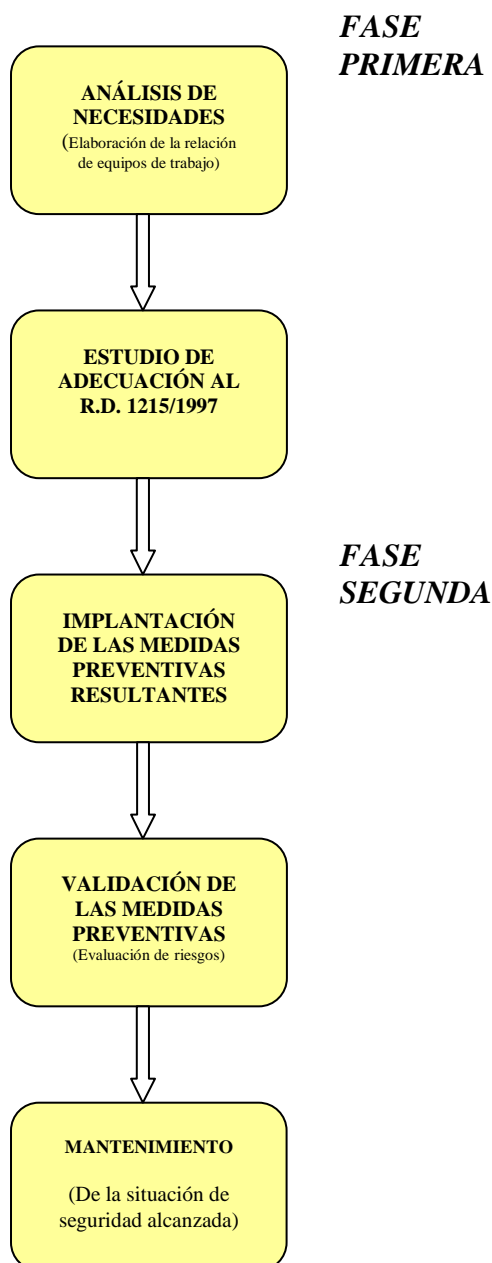 FASE
PRIMERA
ANÁLISIS DE
NECESIDADES
(Elaboración de la relación
de equipos de trabajo)
ESTUDIO DE
ADECUACIÓN AL
R.D. 1215/1997
FASE
SEGUNDA
IMPLANTACIÓN
DE LAS MEDIDAS
PREVENTIVAS
RESULTANTES
VALIDACIÓN DE
LAS MEDIDAS
PREVENTIVAS
(Evaluación de riesgos)
MANTENIMIENTO
(De la situación de
seguridad alcanzada)